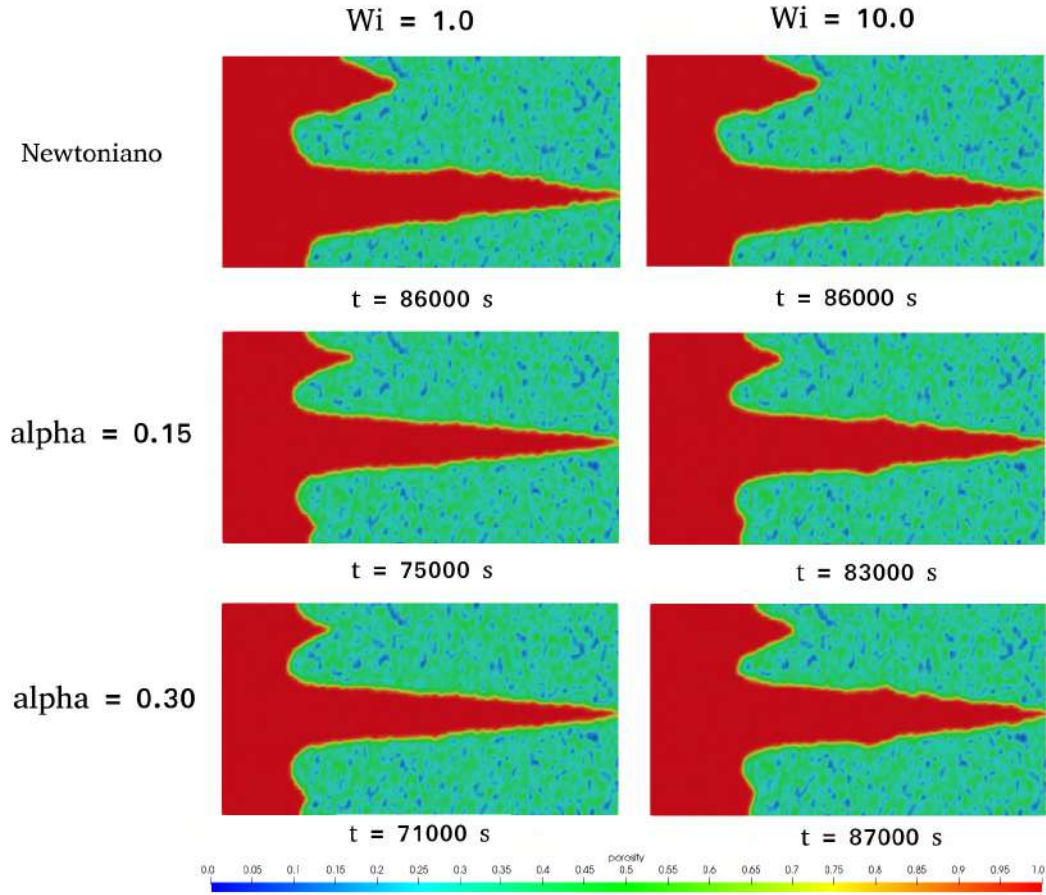 Wi = 1.0 Wi = 10.0
Newtoniano
t = 86000 s t = 86000 s
alpha = 0.15
t = 75000 s t = 83000 s
alpha = 0.30
t = 71000 s t = 87000 s
porosity
0.0 0.05 0.1 0.15 0.2 0.25 0.3 0.35 0.4 0.45 0.5 0.55 0.6 0.65 0.7 0.75 0.8 0.85 0.9 0.95 1.0